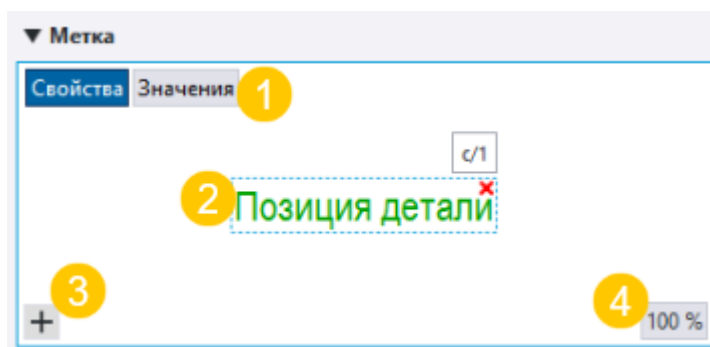 ▼ Метка
Свойства Значения 1
c/1
2 Позиция детали
3
4
+
100 %